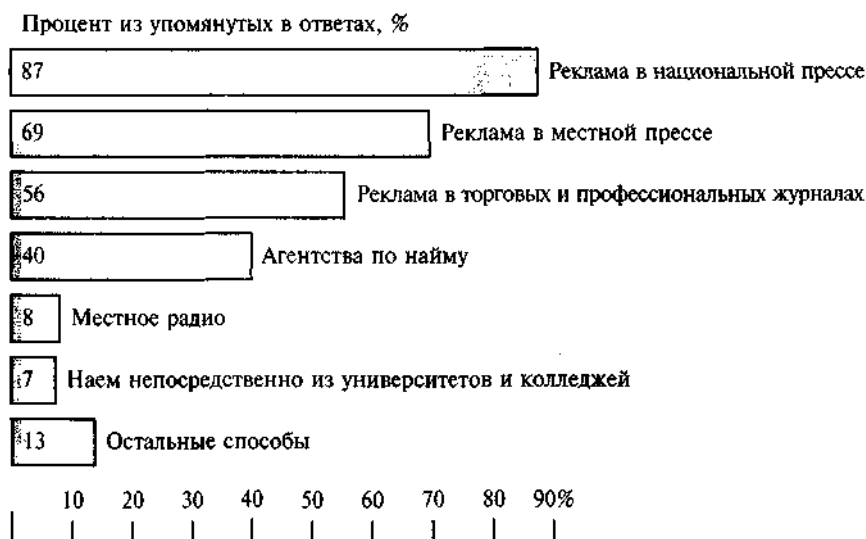 Процент из упомянутых в ответах, %
87 Реклама в национальной прессе
69 Реклама в местной прессе
56 Реклама в торговых и профессиональных журналах
40 Агентства по найму
8 Местное радио
7 Наем непосредственно из университетов и колледжей
13 Остальные способы
10 20 30 40 50 60 70 80 90%